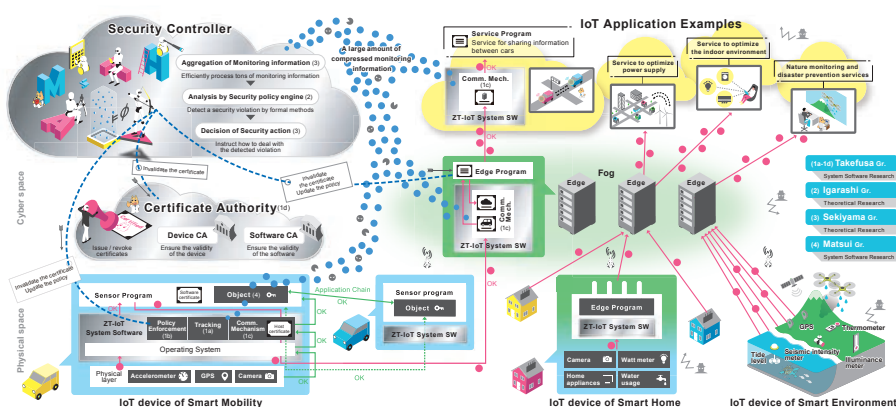 Security Controller
Aggregation of Monitoring information (3)
Efficiently process tons of monitoring information
Analysis by Security policy engine (2)
Detect a security violation by formal methods
Decision of Security action (3)
Instruct how to deal with
the detected violation
A large amount of
compressed monitoring
information
Invalidate the certificate
Invalidate
the certificate
Update the policy
Certificate Authority (1d)
Issue / revoke
certificates
Device CA
Ensure the validity
of the device
Software CA
Ensure the validity
of the software
Invalidate the certificate
Update the policy
Cyber space
Physical space
IoT Application Examples
Service Program
Service for sharing information
between cars
OK
Comm. Mech.
(1c)
ZT-IoT System SW
OK
Service to optimize
power supply
Service to optimize
the indoor environment
Nature monitoring and
disaster prevention services
Edge Program
Comm.
Mech.
(1c)
ZT-IoT System SW
Fog
Edge
Edge
Edge
(1a-1d) Takefusa Gr.
System Software Research
(2) Igarashi Gr.
Theoretical Research
(3) Sekiyama Gr.
Theoretical Research
(4) Matsui Gr.
System Software Research
Sensor Program
Software
certificate
Object (4)
Application Chain
OK
ZT-IoT
System Software
Policy
Enforcement
(1b)
Tracking
(1a)
Comm.
Mechanism
(1c)
Host
certificate
OK
Operating System
OK
Physical
layer
Accelerometer
GPS
Camera
OK
IoT device of Smart Mobility
Sensor program
Object
ZT-IoT System SW
OK
Edge Program
ZT-IoT System SW
Camera
Watt meter
Home
appliances
Water
usage
IoT device of Smart Home
GPS
Thermometer
Tide
level
Seismic intensity
meter
Illuminance
meter
IoT device of Smart Environment